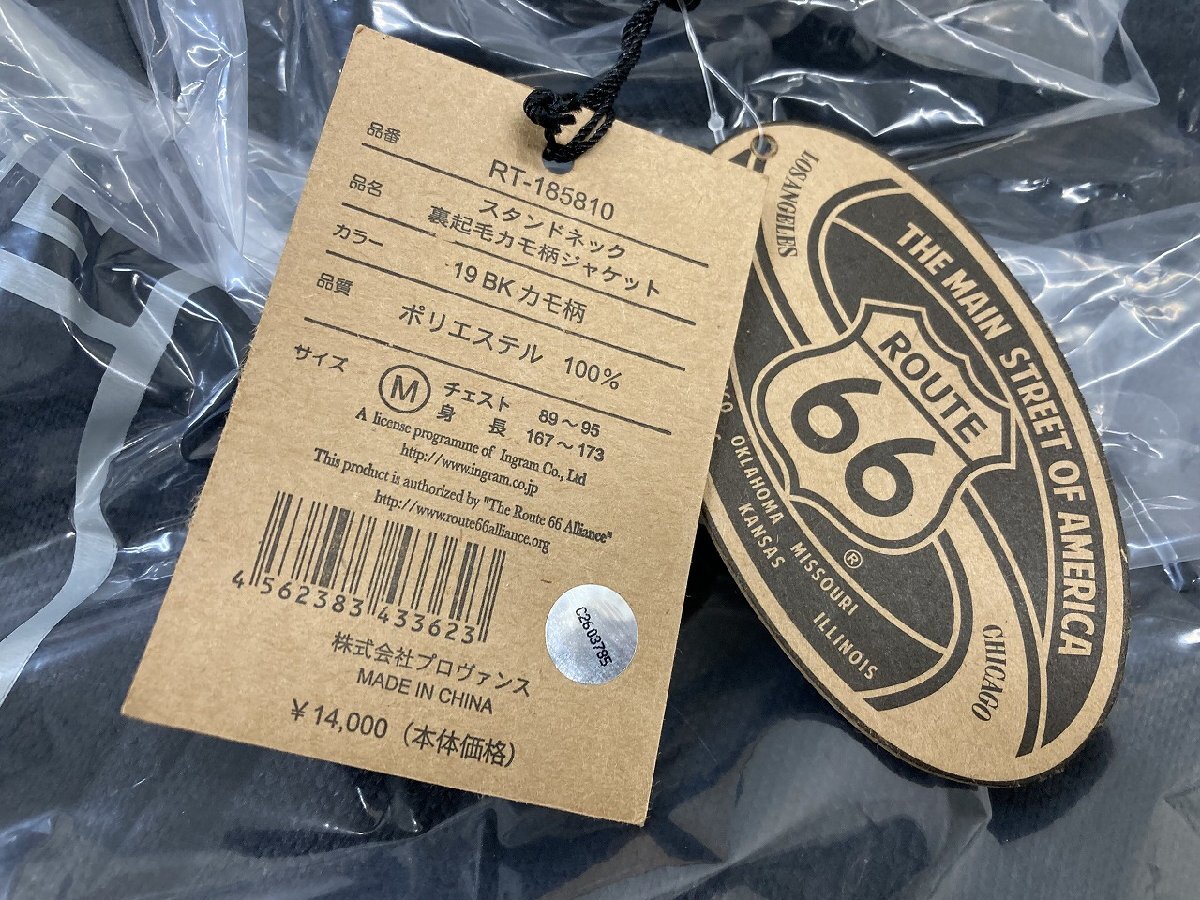 品番 RT-185810
品名 スタンドネック
裏起毛カモ柄ジャケット
カラー 19 BK カモ柄
品質 ポリエステル 100%
サイズ M チェスト 89～95
身長 167～173
A license programme of Ingram Co., Ltd
http://www.ingram.co.jp
This product is authorized by "The Route 66 Alliance"
http://www.route66alliance.org
4 562383 433623
株式会社プロヴァンス
MADE IN CHINA
￥14,000（本体価格）
C2603785
LOS ANGELES
THE MAIN STREET OF AMERICA
ROUTE
66
®
OKLAHOMA MISSOURI
KANSAS ILLINOIS
CHICAGO